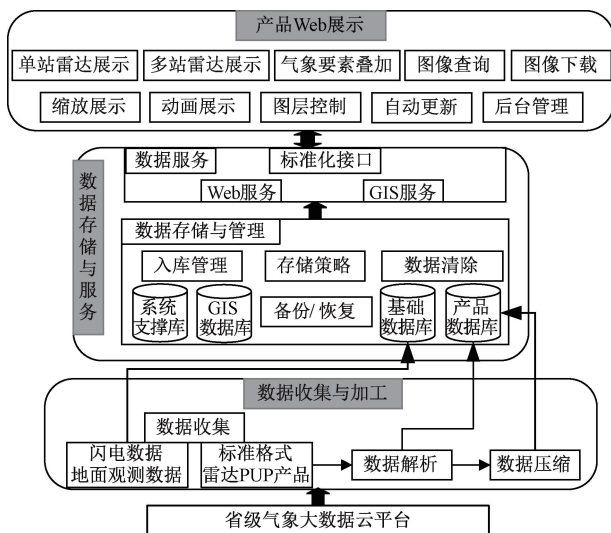 产品Web展示
单站雷达展示 多站雷达展示 气象要素叠加 图像查询 图像下载
缩放展示 动画展示 图层控制 自动更新 后台管理
数据存储与服务
数据服务 标准化接口
Web服务 GIS服务
数据存储与管理
入库管理 存储策略 数据清除
系统
支撑库
GIS
数据库
备份/恢复
基础
数据库
产品
数据库
数据收集与加工
数据收集
闪电数据
地面观测数据
标准格式
雷达PUP产品
数据解析
数据压缩
省级气象大数据云平台